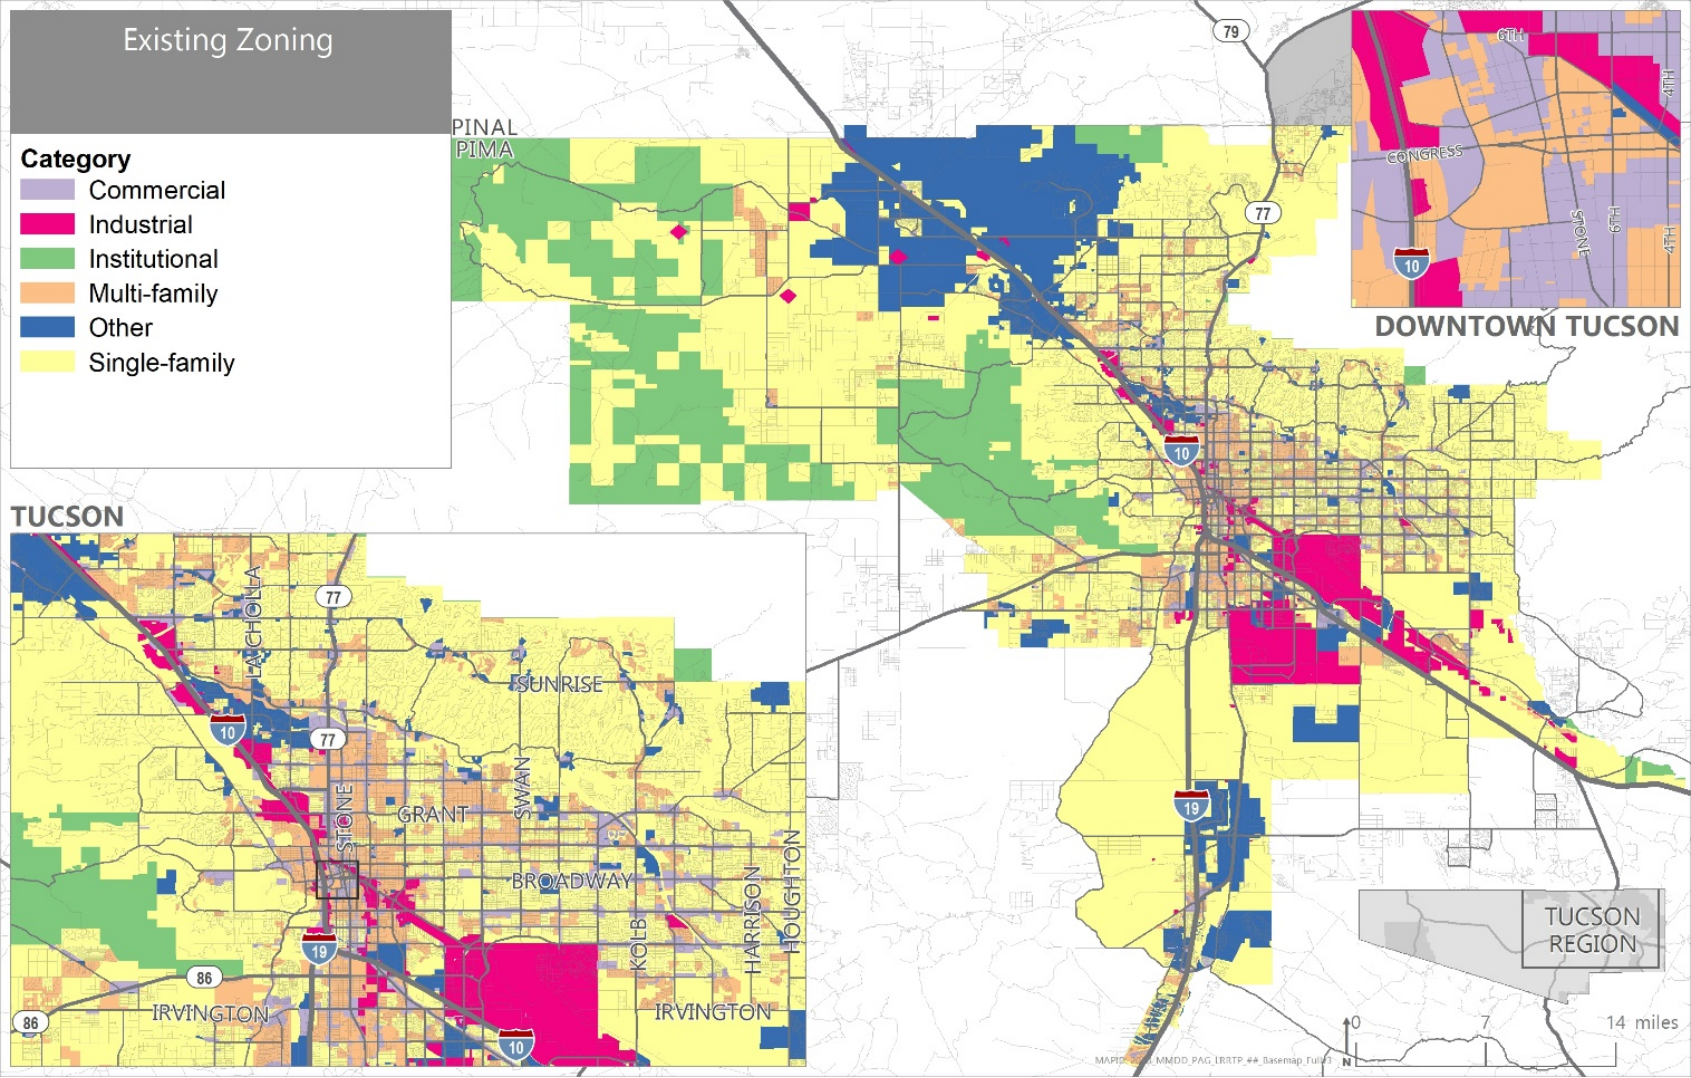 Existing Zoning
Category
Commercial
Industrial
Institutional
Multi-family
Other
Single-family
PINAL
PIMA
79
77
10
19
6TH
4TH
CONGRESS
STONE
6TH
4TH
10
DOWNTOWN TUCSON
TUCSON
LA CHOLLA
77
SUNRISE
10
77
SWAN
STONE
GRANT
BROADWAY
KOLB
HARRISON
HOUGHTON
19
86
86
IRVINGTON
IRVINGTON
10
TUCSON
REGION
0 7 14 miles
N